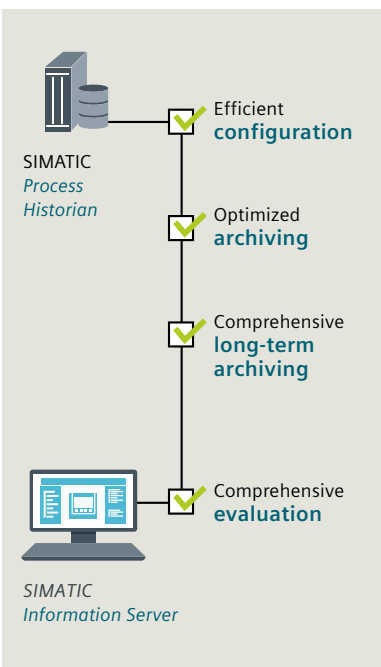 Efficient
configuration
SIMATIC
Process
Historian
Optimized
archiving
Comprehensive
long-term
archiving
Comprehensive
evaluation
SIMATIC
Information Server